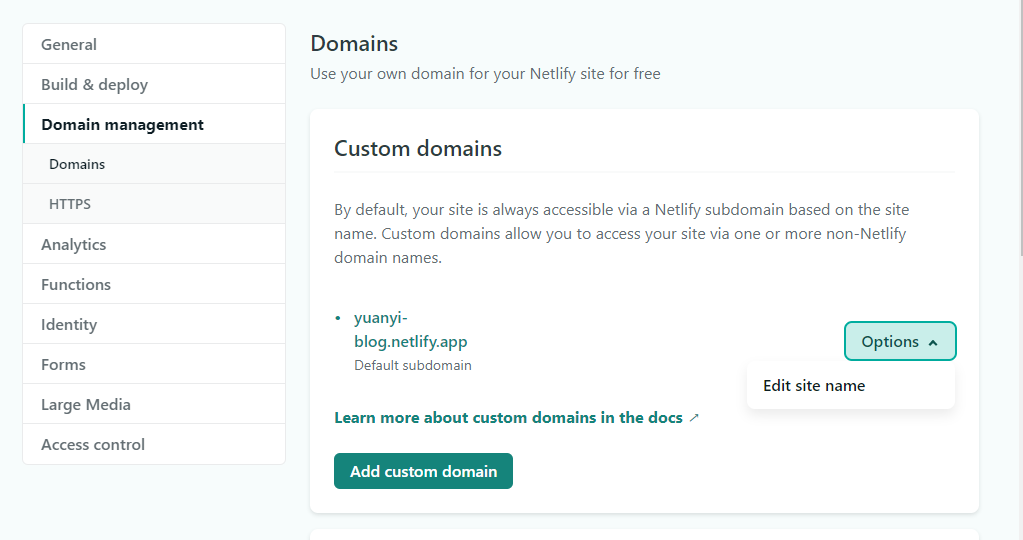 General
Build & deploy
Domain management
Domains
HTTPS
Analytics
Functions
Identity
Forms
Large Media
Access control
Domains
Use your own domain for your Netlify site for free
Custom domains
By default, your site is always accessible via a Netlify subdomain based on the site
name. Custom domains allow you to access your site via one or more non-Netlify
domain names.
• yuanyi-
blog.netlify.app
Default subdomain
Options
Edit site name
Learn more about custom domains in the docs ↗
Add custom domain